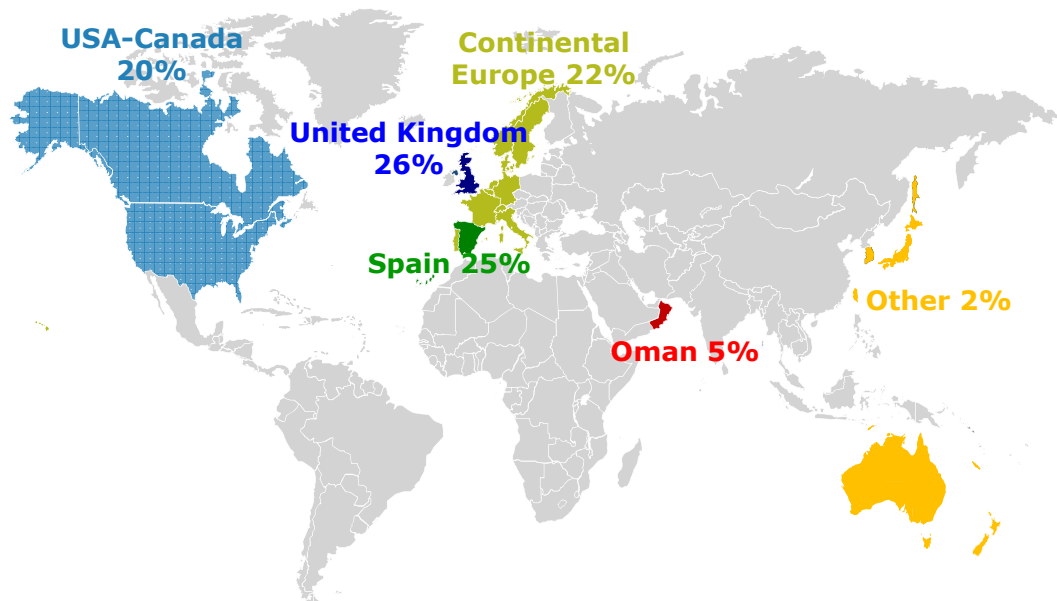 USA-Canada
20%
Continental
Europe 22%
United Kingdom
26%
Spain 25%
Other 2%
Oman 5%